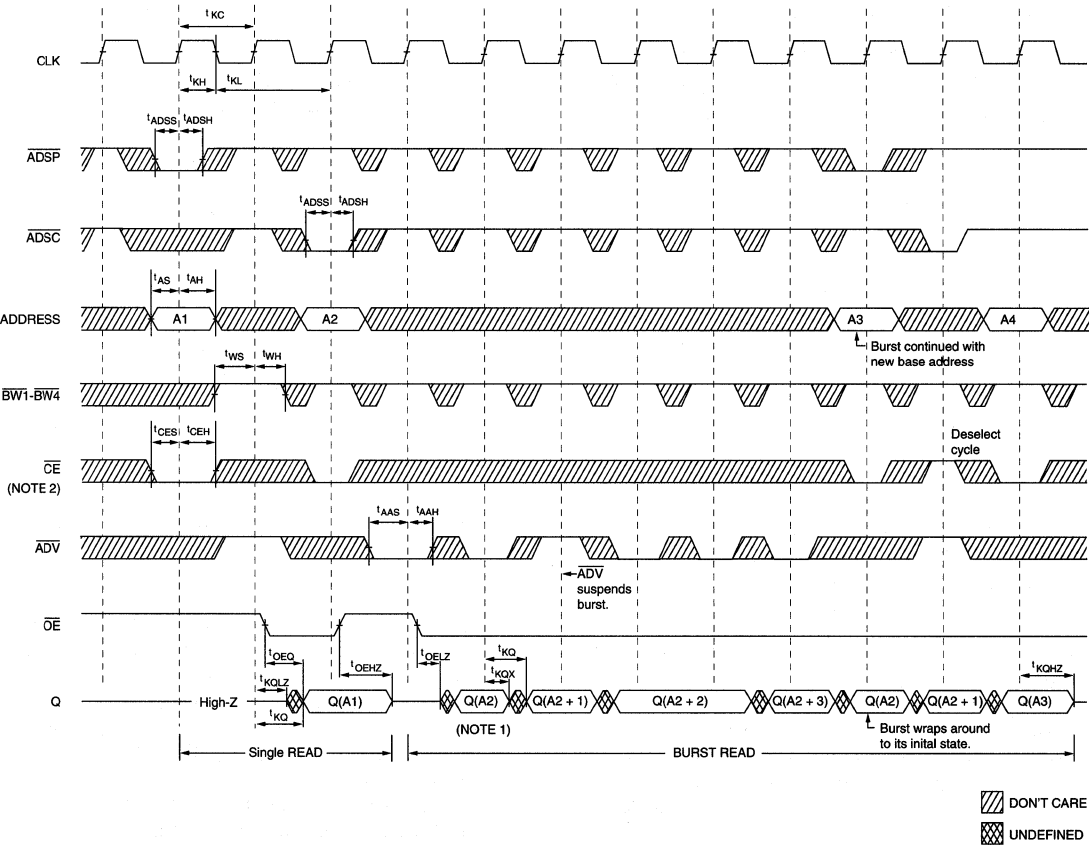 tKC
CLK
tKH
tKL
tADSS
tADSH
ADSP
tADSS
tADSH
ADSC
tAS
tAH
ADDRESS
A1
A2
A3
A4
Burst continued with
new base address
tWS
tWH
BW1-BW4
tCES
tCEH
Deselect
cycle
CE
(NOTE 2)
tAAS
tAAH
ADV
ADV
suspends
burst.
OE
tOEQ
tOEHZ
tOELZ
tKQ
tKQLZ
tKQX
tKQHZ
Q
High-Z
Q(A1)
Q(A2)
Q(A2 + 1)
Q(A2 + 2)
Q(A2 + 3)
Q(A2)
Q(A2 + 1)
Q(A3)
tKQ
(NOTE 1)
Burst wraps around
to its inital state.
Single READ
BURST READ
DON'T CARE
UNDEFINED